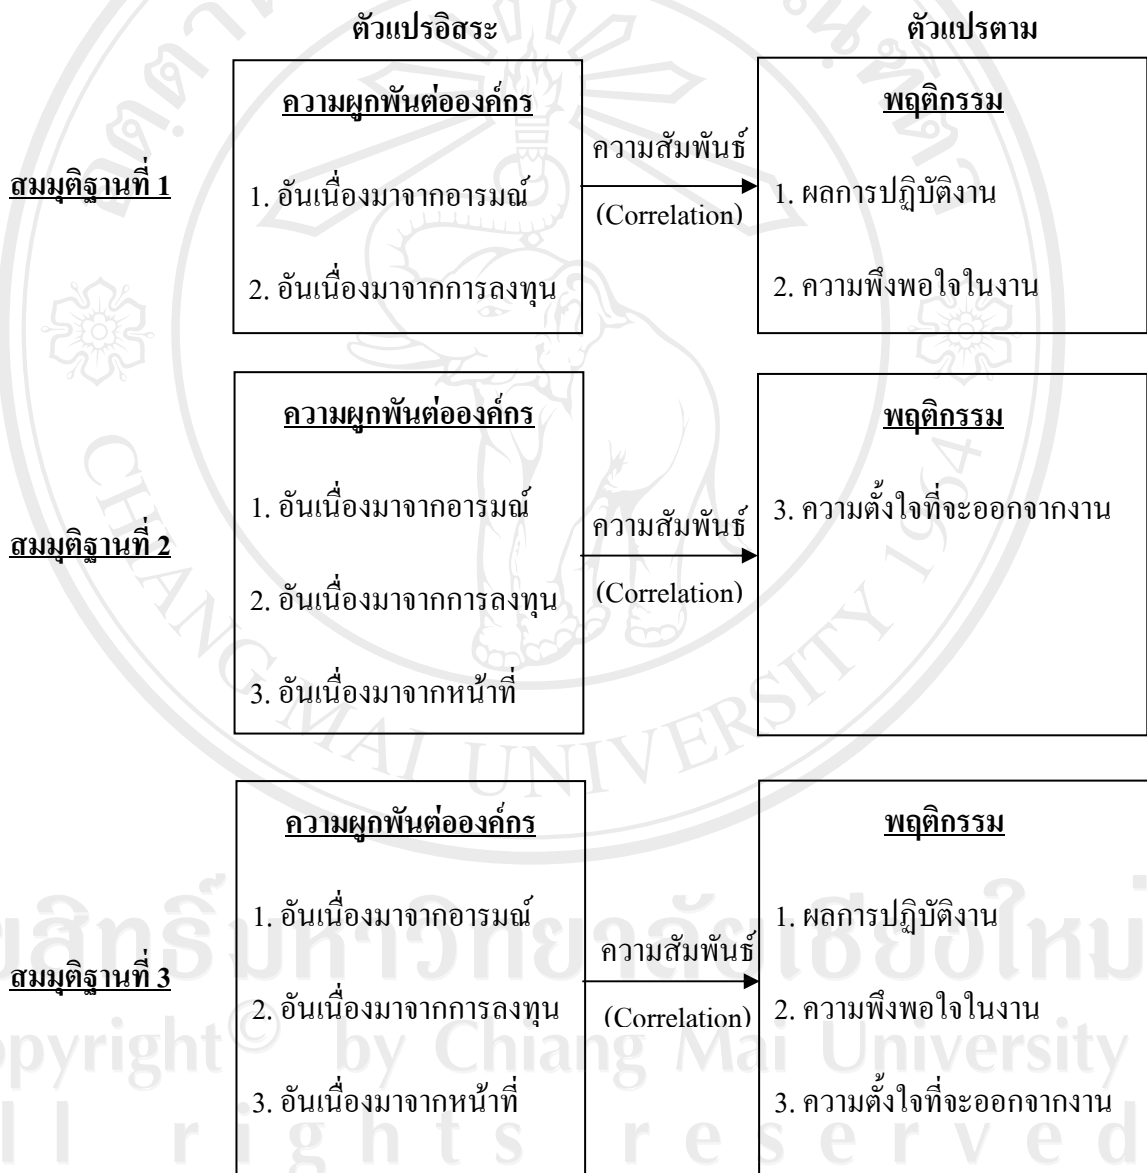 ตัวแปรอิสระ ตัวแปรตาม
ความผูกพันต่อองค์กร
พฤติกรรม
สมมุติฐานที่ 1
1. อันเนื่องมาจากอารมณ์
2. อันเนื่องมาจากการลงทุน
ความสัมพันธ์
(Correlation)
1. ผลการปฏิบัติงาน
2. ความพึงพอใจในงาน
ความผูกพันต่อองค์กร
พฤติกรรม
สมมุติฐานที่ 2
1. อันเนื่องมาจากอารมณ์
2. อันเนื่องมาจากการลงทุน
3. อันเนื่องมาจากหน้าที่
ความสัมพันธ์
(Correlation)
3. ความตั้งใจที่จะออกจากงาน
ความผูกพันต่อองค์กร
พฤติกรรม
สมมุติฐานที่ 3
1. อันเนื่องมาจากอารมณ์
2. อันเนื่องมาจากการลงทุน
3. อันเนื่องมาจากหน้าที่
ความสัมพันธ์
(Correlation)
1. ผลการปฏิบัติงาน
2. ความพึงพอใจในงาน
3. ความตั้งใจที่จะออกจากงาน
CHIANG MAI UNIVERSITY 1964
มหาวิทยาลัยเชียงใหม่
by Chiang Mai University
rights reserved